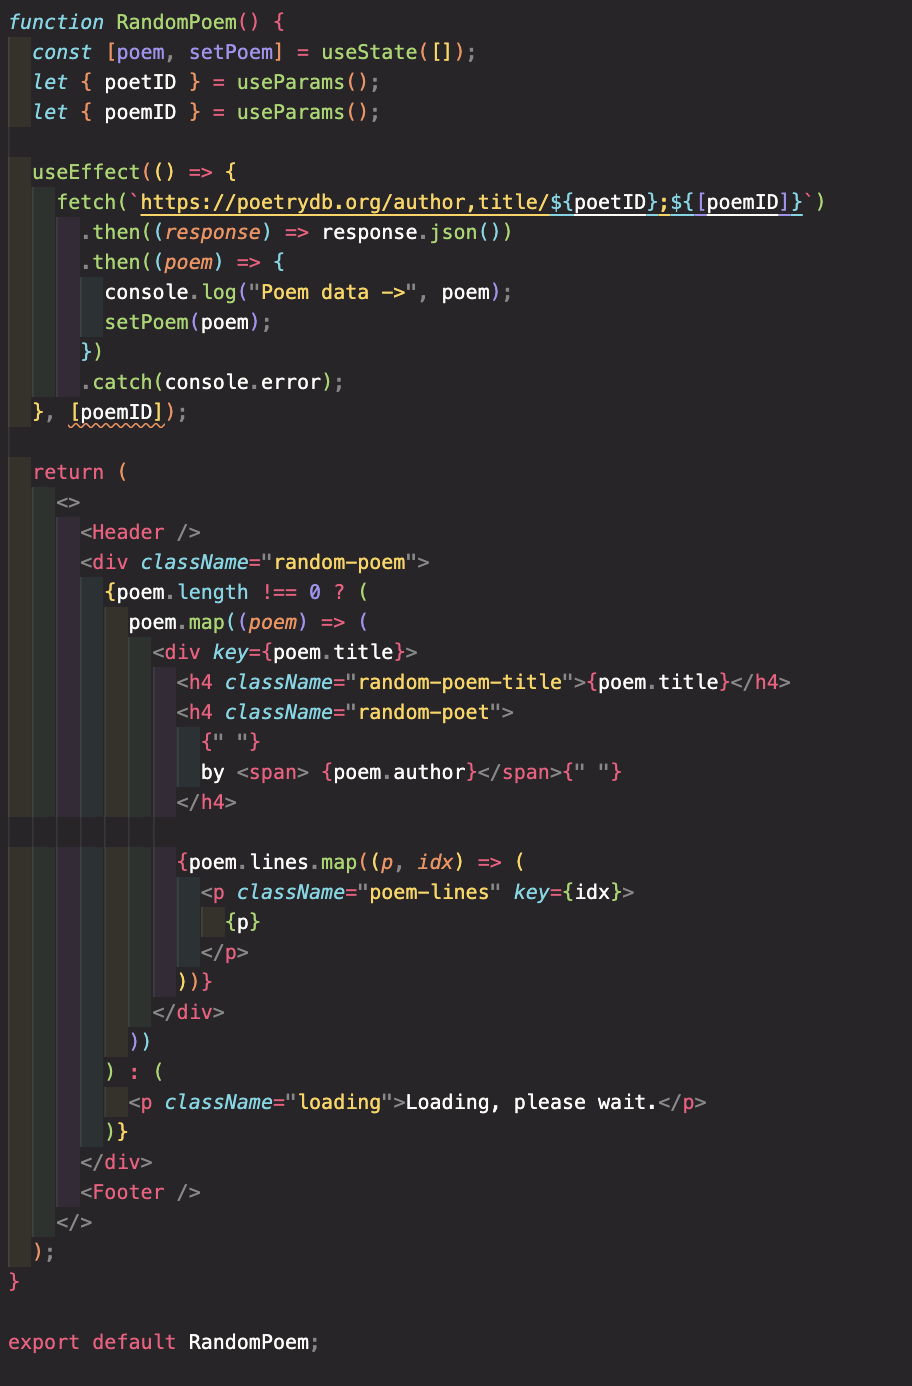 function RandomPoem() {
  const [poem, setPoem] = useState([]);
  let { poetID } = useParams();
  let { poemID } = useParams();

  useEffect(() => {
    fetch(`https://poetrydb.org/author,title/${poetID};${[poemID]}`)
      .then((response) => response.json())
      .then((poem) => {
        console.log("Poem data ->", poem);
        setPoem(poem);
      })
      .catch(console.error);
  }, [poemID]);

  return (
    <>
      <Header />
      <div className="random-poem">
        {poem.length !== 0 ? (
          poem.map((poem) => (
            <div key={poem.title}>
              <h4 className="random-poem-title">{poem.title}</h4>
              <h4 className="random-poet">
                {" "}
                by <span> {poem.author}</span>{" "}
              </h4>

              {poem.lines.map((p, idx) => (
                <p className="poem-lines" key={idx}>
                  {p}
                </p>
              ))}
            </div>
          ))
        ) : (
          <p className="loading">Loading, please wait.</p>
        )}
      </div>
      <Footer />
    </>
  );
}

export default RandomPoem;